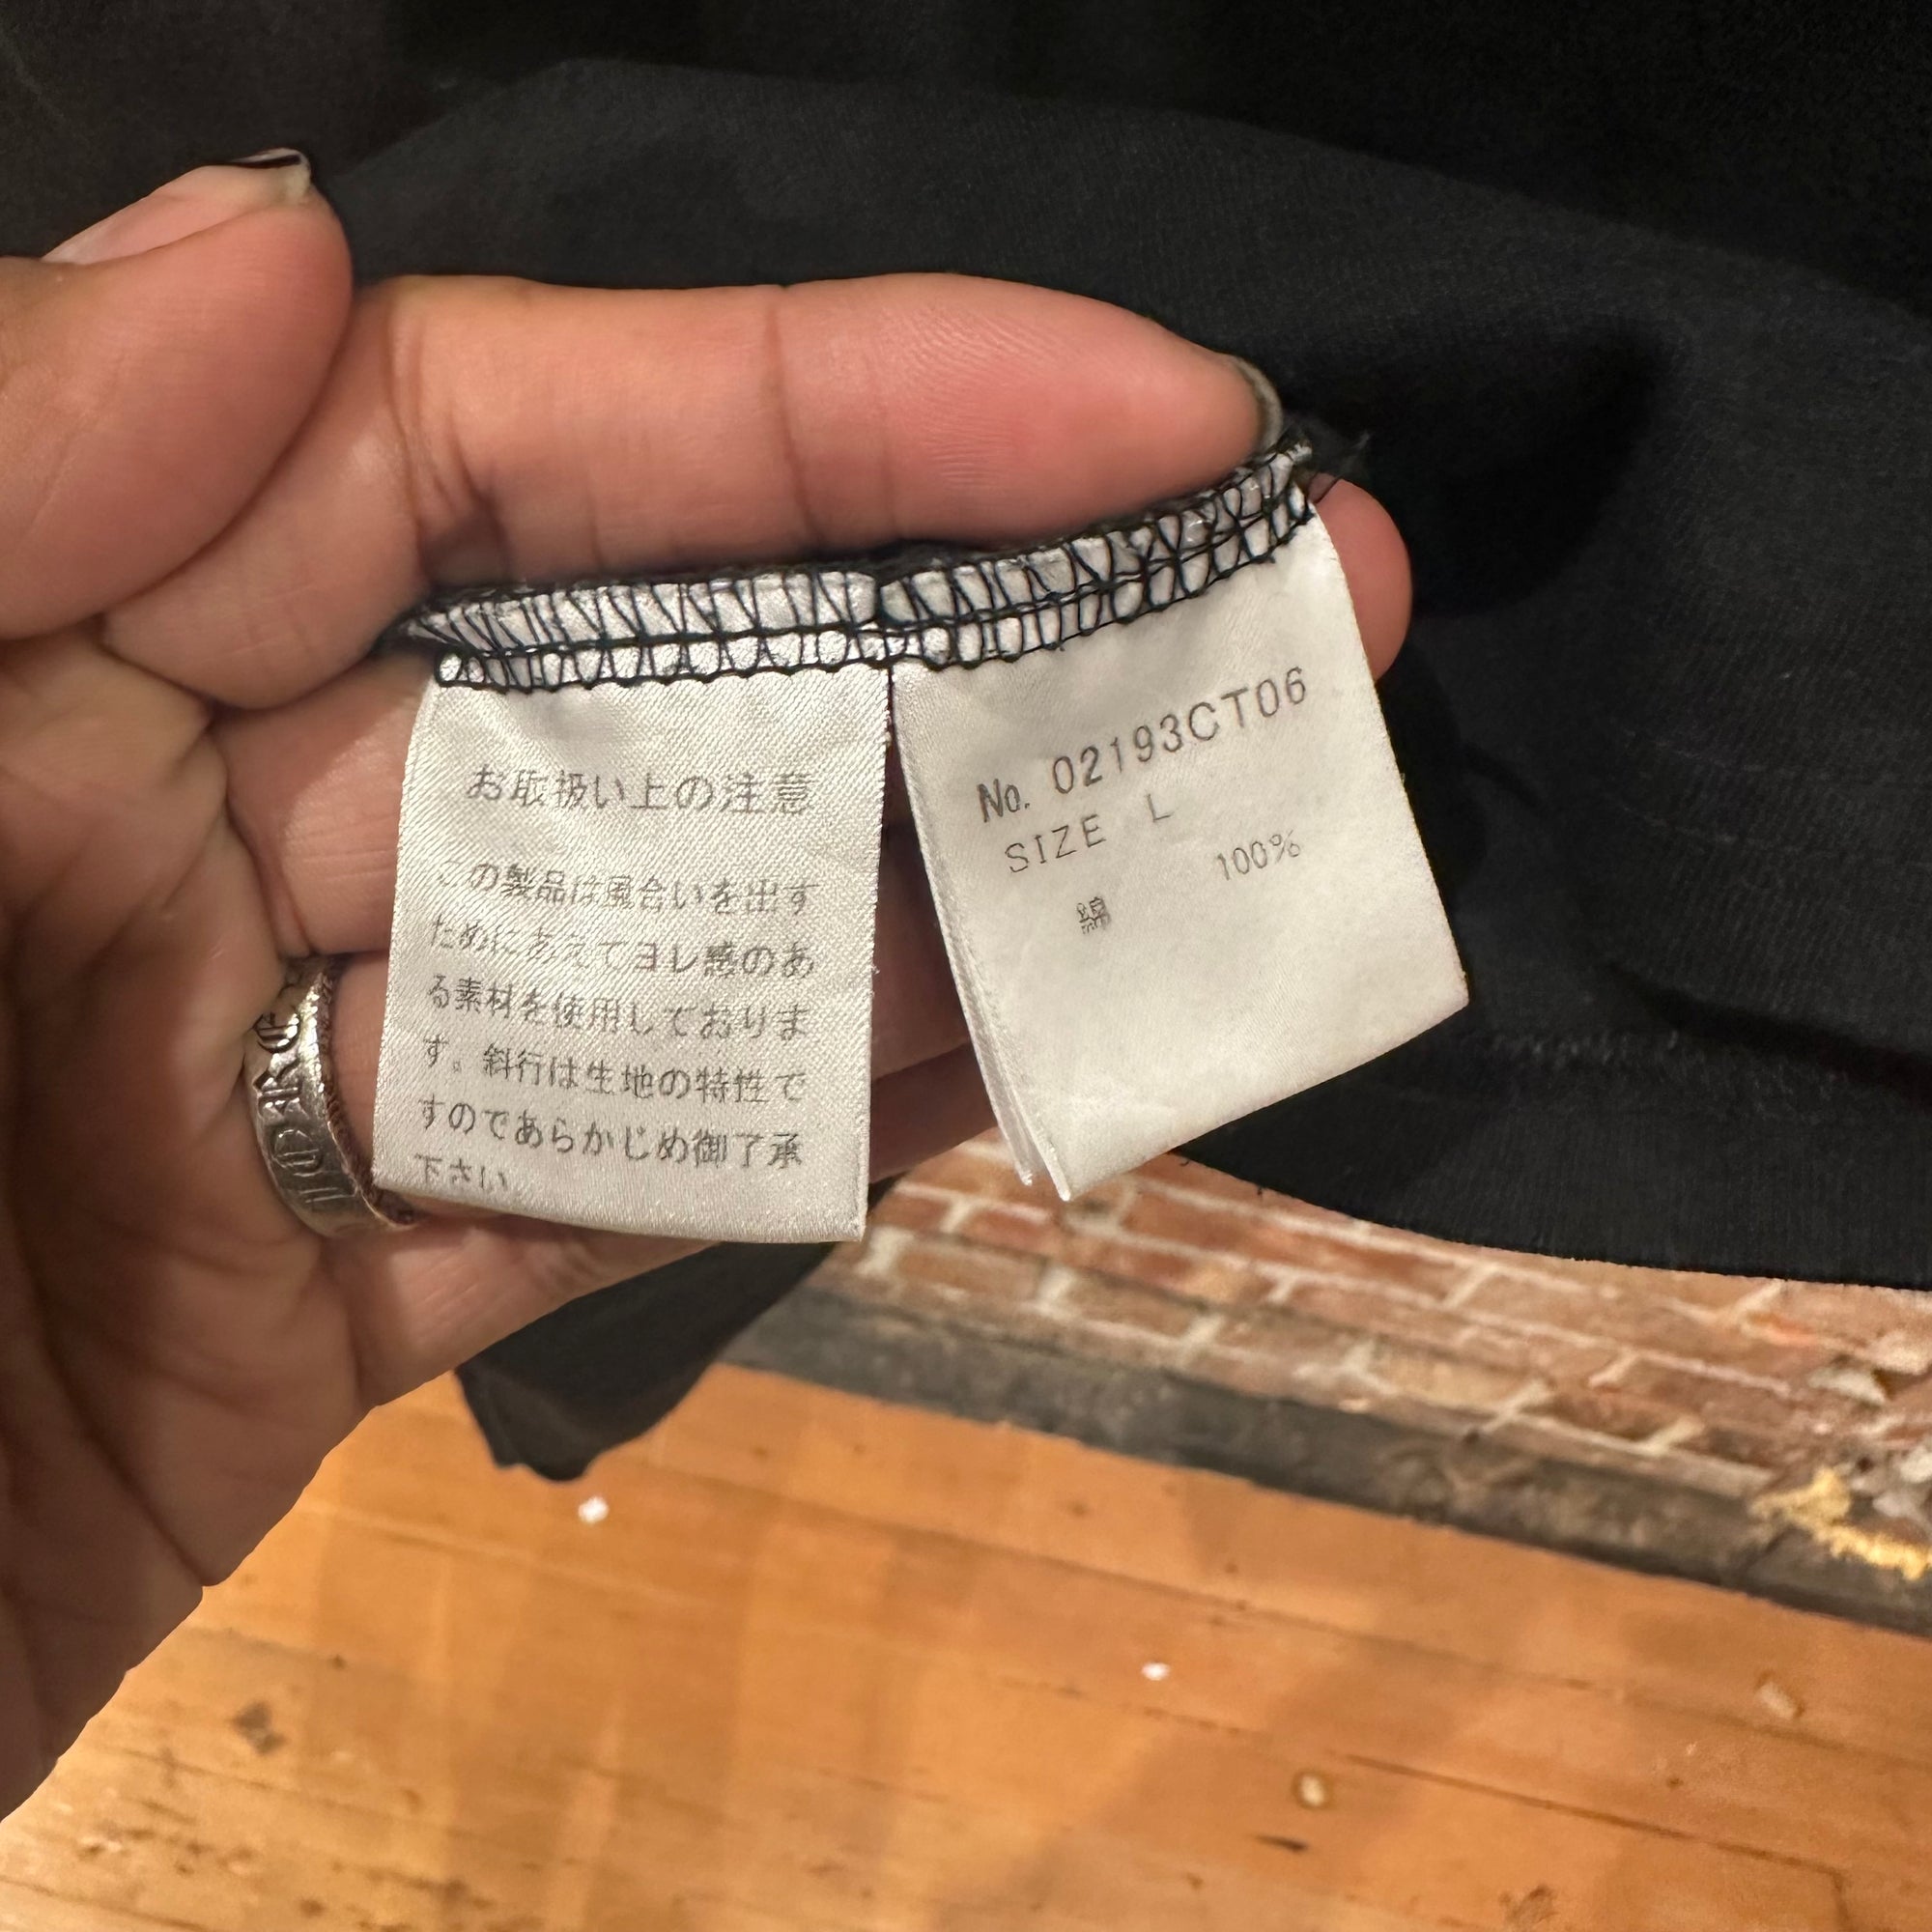 お取扱い上の注意
この製品は風合いを出す
ためにあえてヨレ感のあ
る素材を使用しておりま
す。斜行は生地の特性で
すのであらかじめ御了承
下さい。
No. 02193CT06
SIZE L
綿 100%